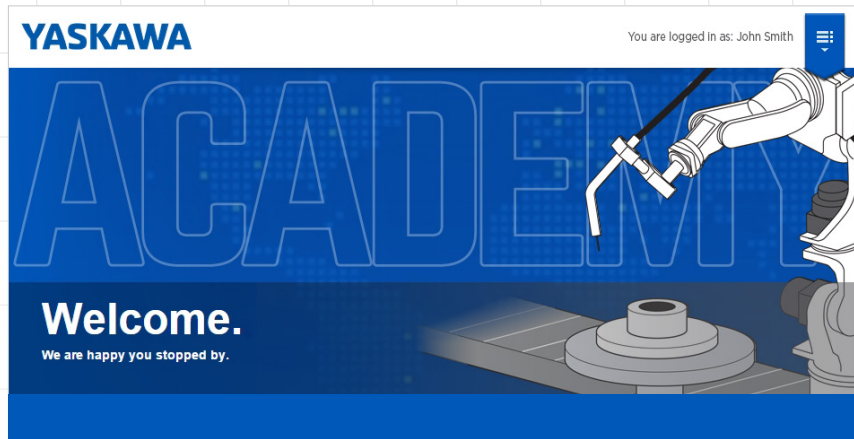 YASKAWA
You are logged in as: John Smith
ACADEMY
Welcome.
We are happy you stopped by.